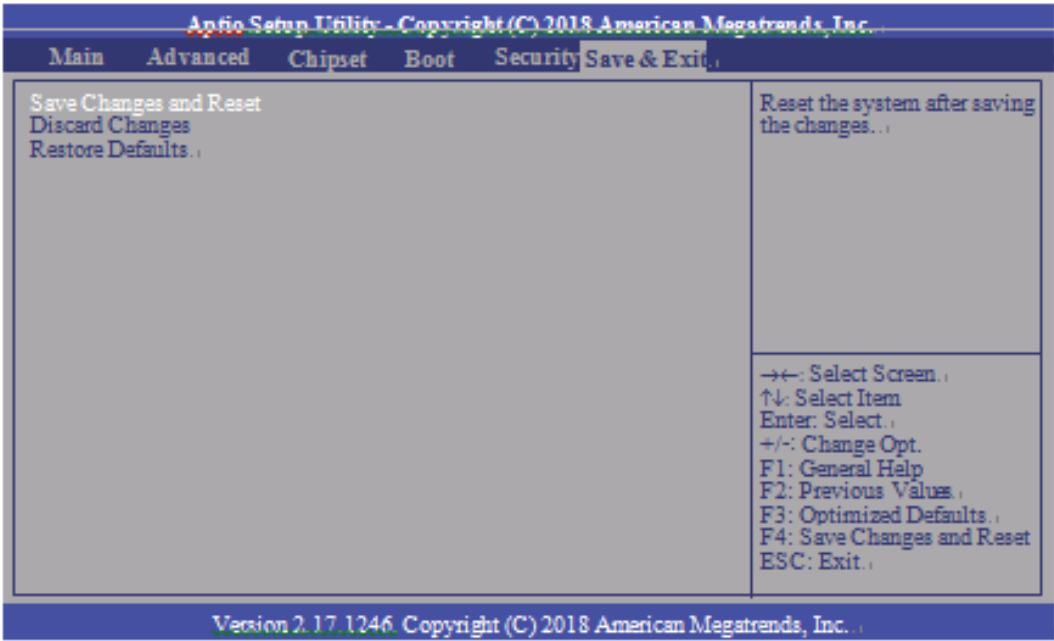 Aptio Setup Utility - Copyright (C) 2018 American Megatrends, Inc.
Main Advanced Chipset Boot Security Save & Exit
Save Changes and Reset
Discard Changes
Restore Defaults
Reset the system after saving
the changes.
→←: Select Screen
↑↓: Select Item
Enter: Select
+/-: Change Opt.
F1: General Help
F2: Previous Values
F3: Optimized Defaults
F4: Save Changes and Reset
ESC: Exit
Version 2.17.1246. Copyright (C) 2018 American Megatrends, Inc.